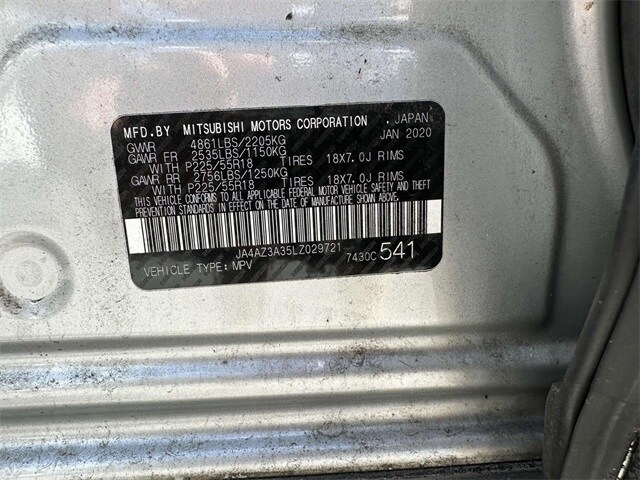 MFD.BY MITSUBISHI MOTORS CORPORATION , JAPAN
GVWR 4861LBS/2205KG JAN 2020
GAWR FR 2535LBS/1150KG
WITH P225/55R18 TIRES 18X7.0J RIMS
GAWR RR 2756LBS/1250KG
WITH P225/55R18 TIRES 18X7.0J RIMS
THIS VEHICLE CONFORMS TO ALL APPLICABLE FEDERAL MOTOR VEHICLE SAFETY AND THEFT
PREVENTION STANDARDS IN EFFECT ON THE DATE OF MANUFACTURE SHOWN ABOVE.
JA4AZ3A35LZ029721
VEHICLE TYPE: MPV 7430C 541